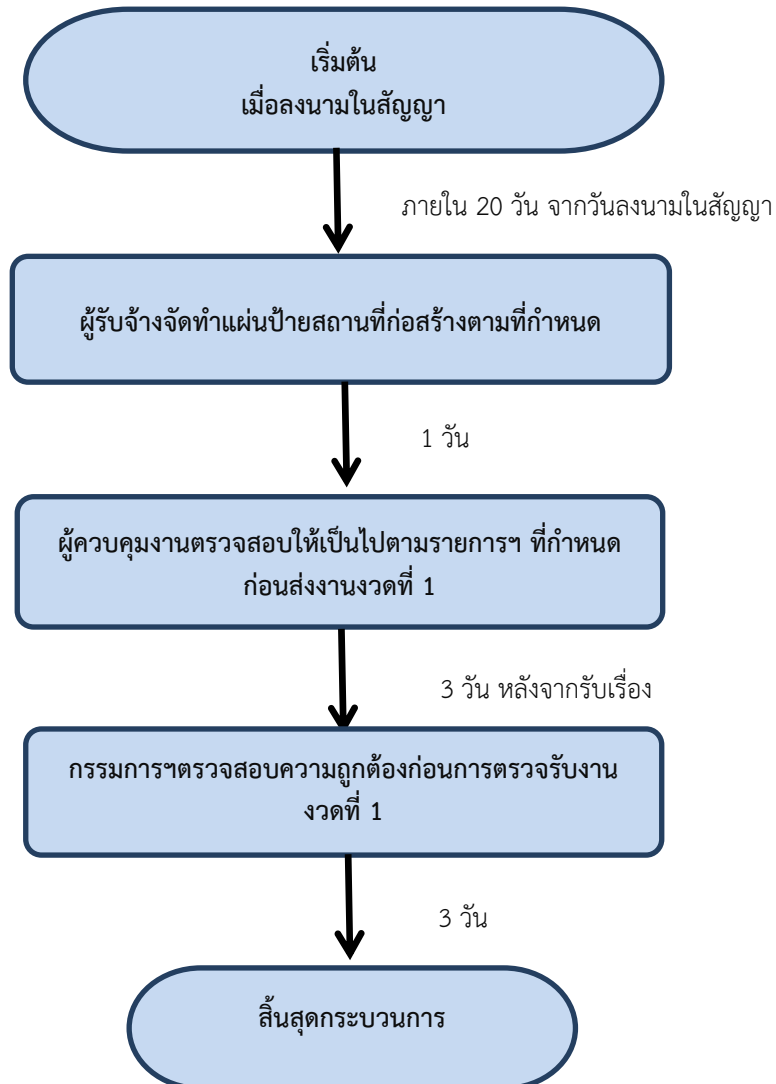 เริ่มต้น
เมื่อลงนามในสัญญา
ภายใน 20 วัน จากวันลงนามในสัญญา
ผู้รับจ้างจัดทำแผ่นป้ายสถานที่ก่อสร้างตามที่กำหนด
1 วัน
ผู้ควบคุมงานตรวจสอบให้เป็นไปตามรายการฯ ที่กำหนด
ก่อนส่งงานงวดที่ 1
3 วัน หลังจากรับเรื่อง
กรรมการฯตรวจสอบความถูกต้องก่อนการตรวจรับงาน
งวดที่ 1
3 วัน
สิ้นสุดกระบวนการ